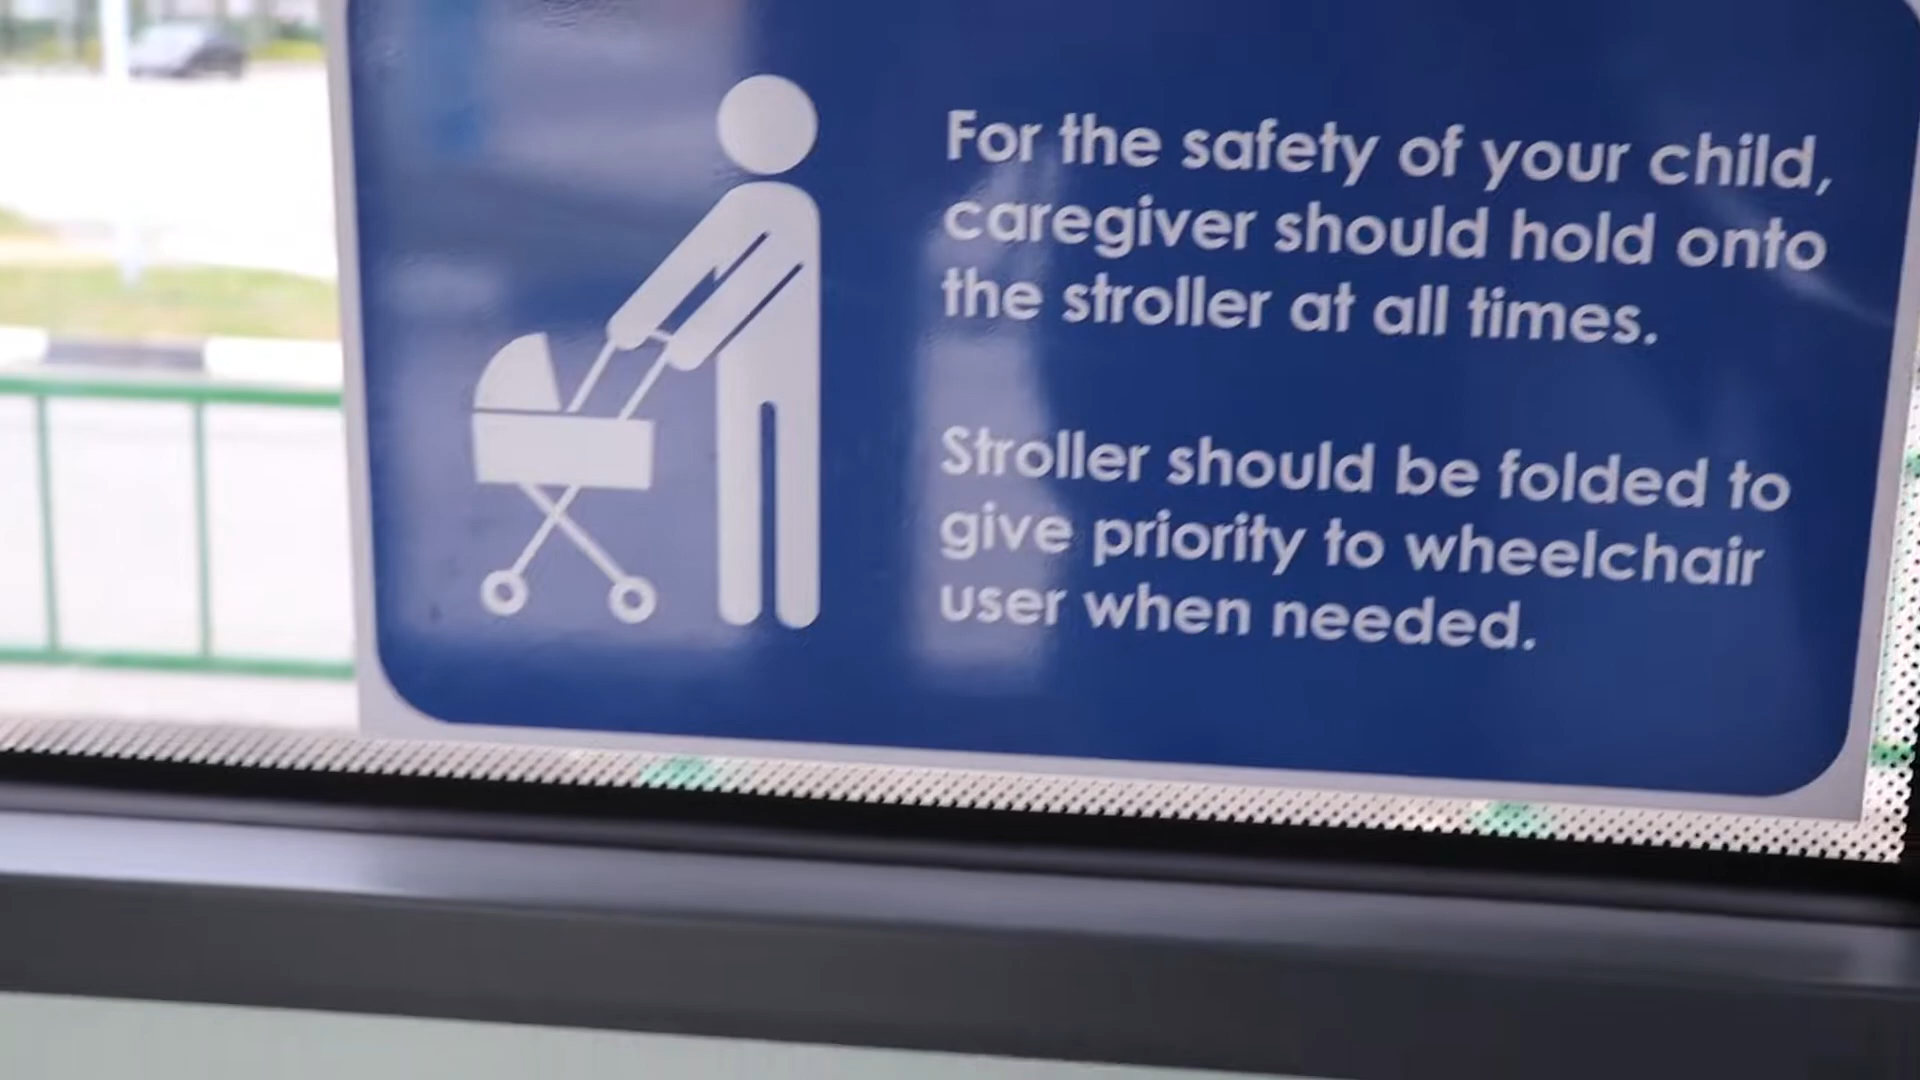 For the safety of your child,
caregiver should hold onto
the stroller at all times.
Stroller should be folded to
give priority to wheelchair
user when needed.